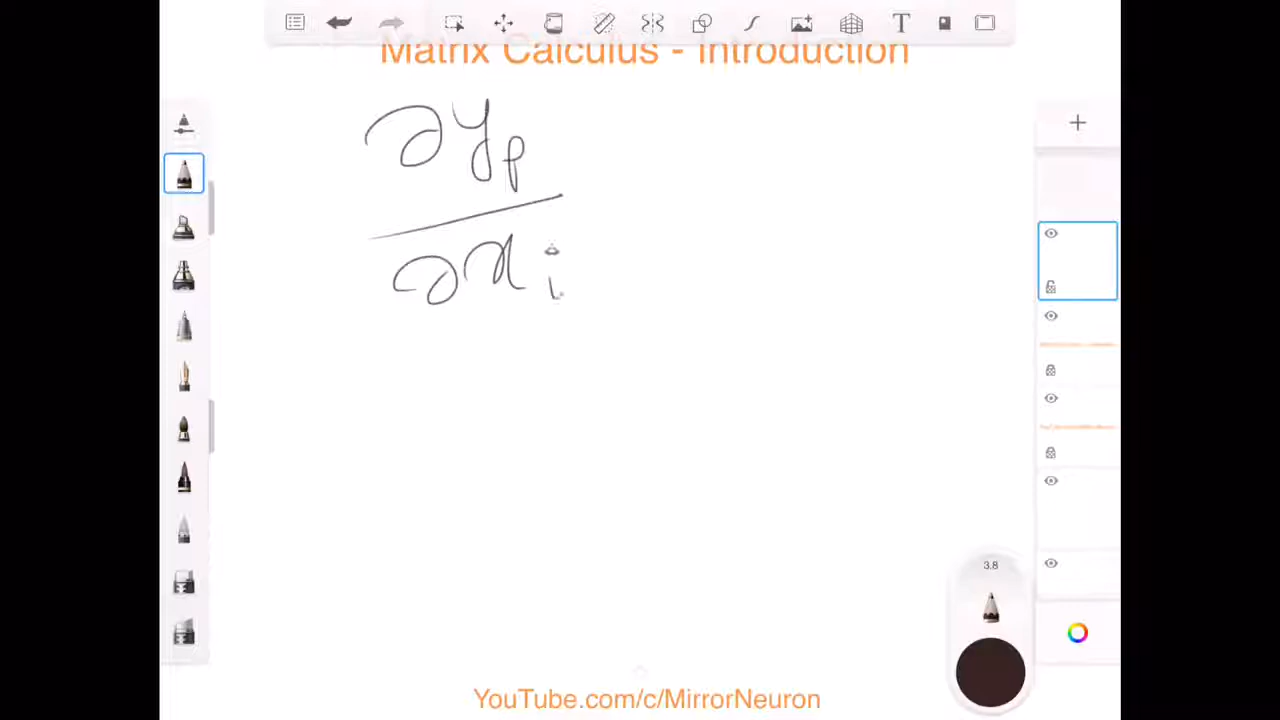 T
Matrix Calculus - Introduction
∂y_p
∂x_i
3.8
YouTube.com/c/MirrorNeuron